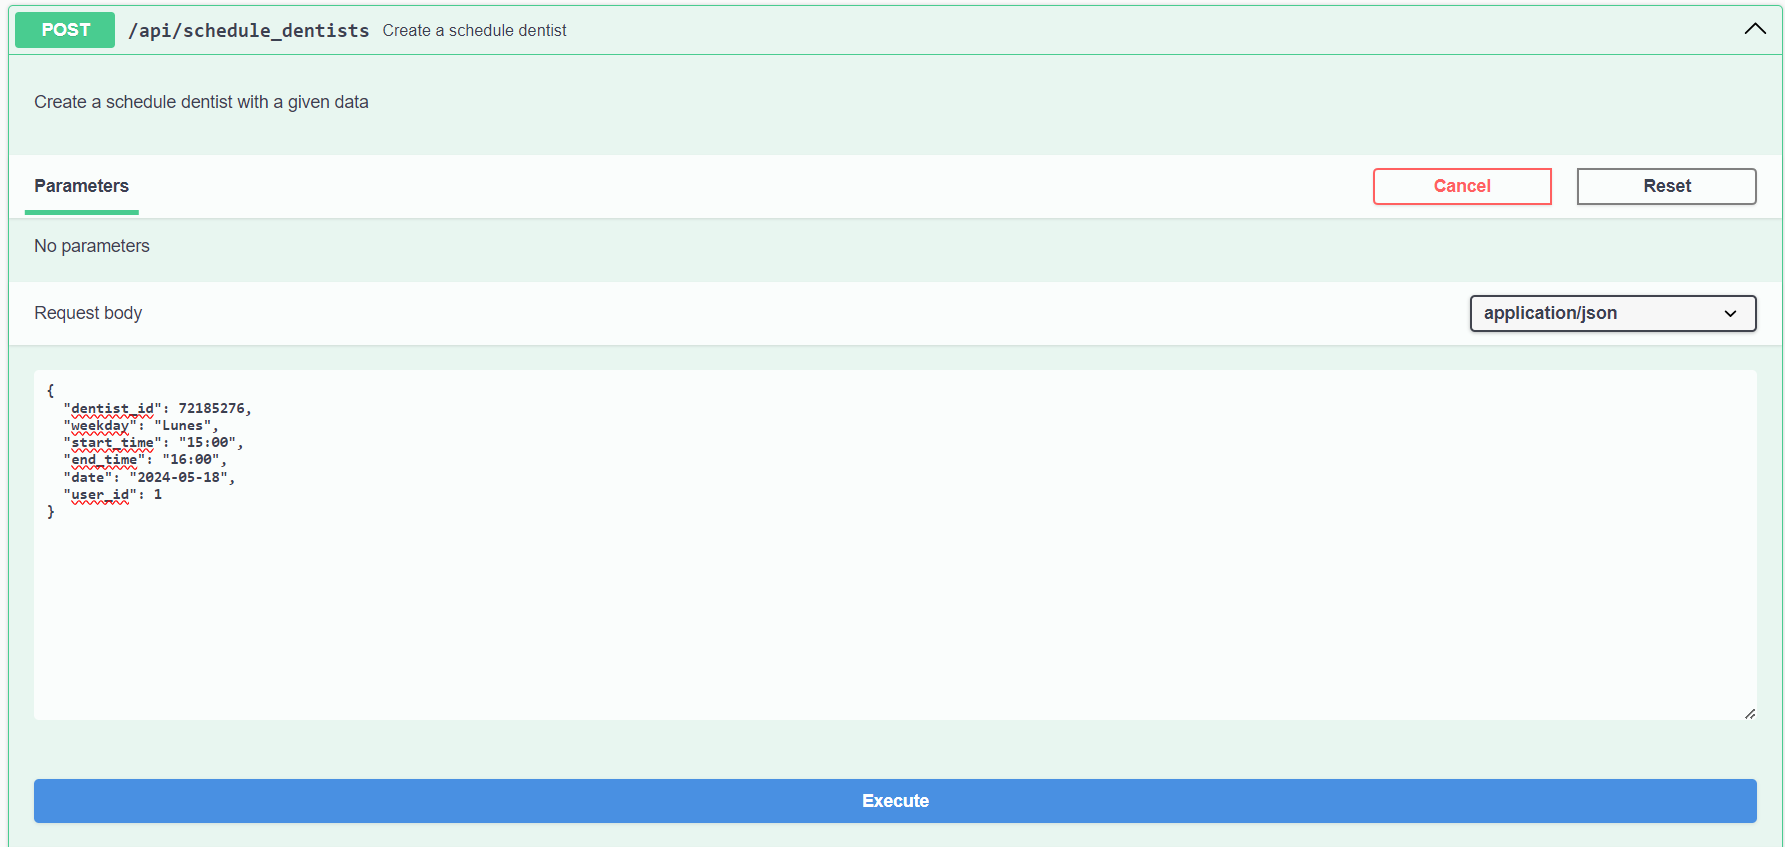 POST /api/schedule_dentists Create a schedule dentist
Create a schedule dentist with a given data
Parameters Cancel Reset
No parameters
Request body application/json
{
  "dentist_id": 72185276,
  "weekday": "Lunes",
  "start_time": "15:00",
  "end_time": "16:00",
  "date": "2024-05-18",
  "user_id": 1
}
Execute